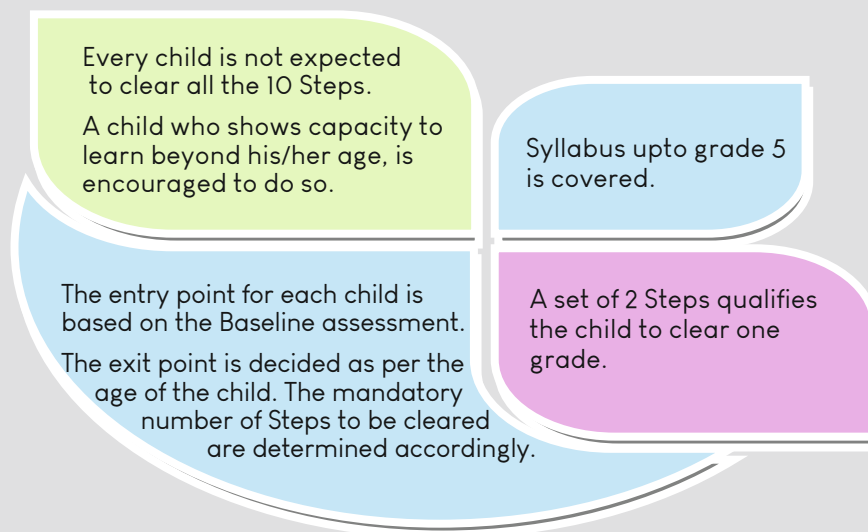 Every child is not expected
to clear all the 10 Steps.
A child who shows capacity to
learn beyond his/her age, is
encouraged to do so.
Syllabus upto grade 5
is covered.
The entry point for each child is
based on the Baseline assessment.
The exit point is decided as per the
age of the child. The mandatory
number of Steps to be cleared
are determined accordingly.
A set of 2 Steps qualifies
the child to clear one
grade.